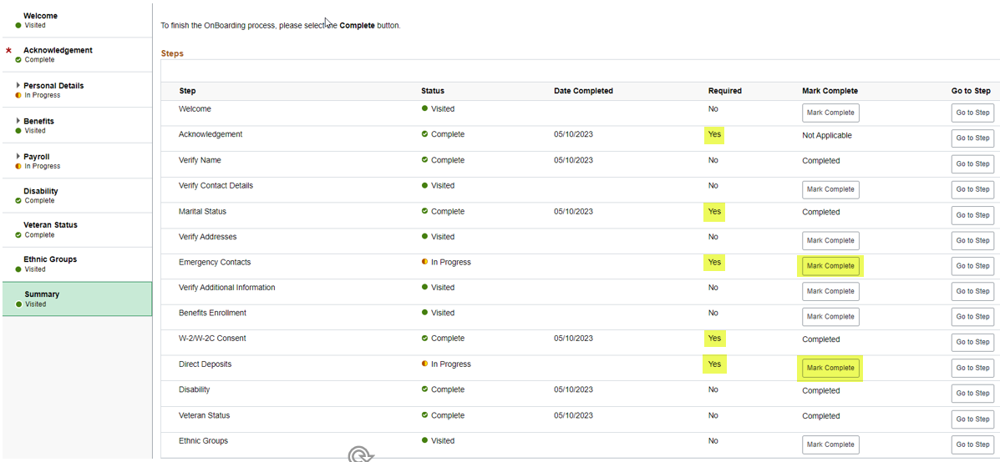 Welcome
Visited
* Acknowledgement
Complete
Personal Details
In Progress
Benefits
Visited
Payroll
In Progress
Disability
Complete
Veteran Status
Complete
Ethnic Groups
Visited
Summary
Visited
To finish the OnBoarding process, please select the Complete button.
Steps
Step Status Date Completed Required Mark Complete Go to Step
Welcome Visited No Mark Complete Go to Step
Acknowledgement Complete 05/10/2023 Yes Not Applicable Go to Step
Verify Name Complete 05/10/2023 No Completed Go to Step
Verify Contact Details Visited No Mark Complete Go to Step
Marital Status Complete 05/10/2023 Yes Completed Go to Step
Verify Addresses Visited No Mark Complete Go to Step
Emergency Contacts In Progress Yes Mark Complete Go to Step
Verify Additional Information Visited No Mark Complete Go to Step
Benefits Enrollment Visited No Mark Complete Go to Step
W-2/W-2C Consent Complete 05/10/2023 Yes Completed Go to Step
Direct Deposits In Progress Yes Mark Complete Go to Step
Disability Complete 05/10/2023 No Completed Go to Step
Veteran Status Complete 05/10/2023 No Completed Go to Step
Ethnic Groups Visited No Mark Complete Go to Step